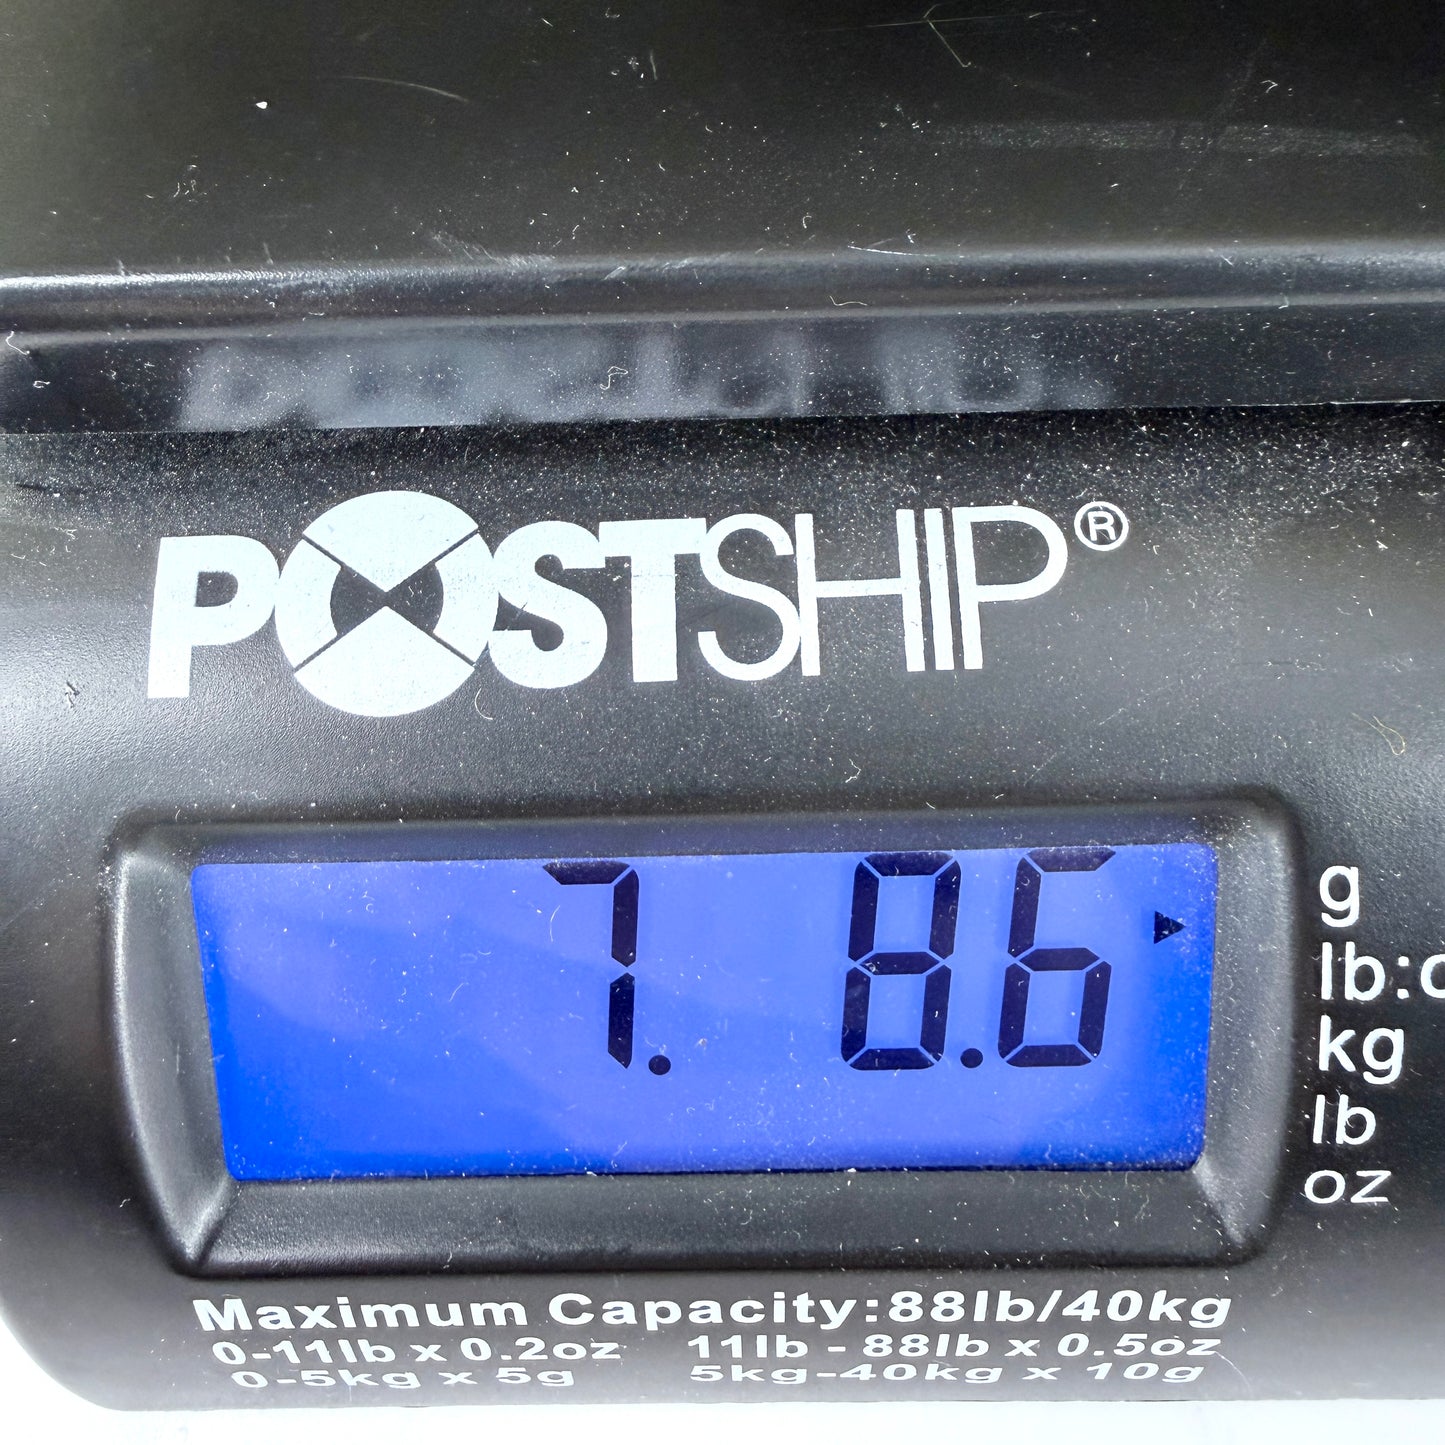 POSTSHIP®
7. 8.6
g
lb:
kg
lb
oz
Maximum Capacity:88lb/40kg
0-11lb x 0.2oz 11lb - 88lb x 0.5oz
0-5kg x 5g 5kg-40kg x 10g